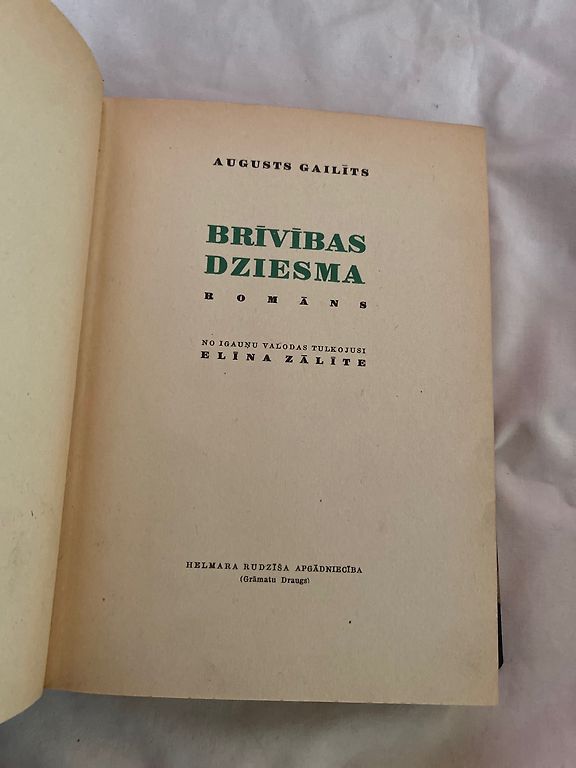 AUGUSTS GAILĪTS
BRĪVĪBAS
DZIESMA
ROMĀNS
NO IGAUŅU VALODAS TULKOJUSI
ELĪNA ZĀLĪTE
HELMARA RUDZĪŠA APGĀDNIECĪBA
(Grāmatu Draugs)